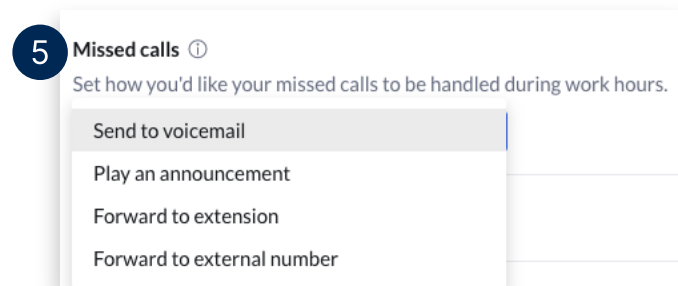 5
Missed calls
Set how you'd like your missed calls to be handled during work hours.
Send to voicemail
Play an announcement
Forward to extension
Forward to external number